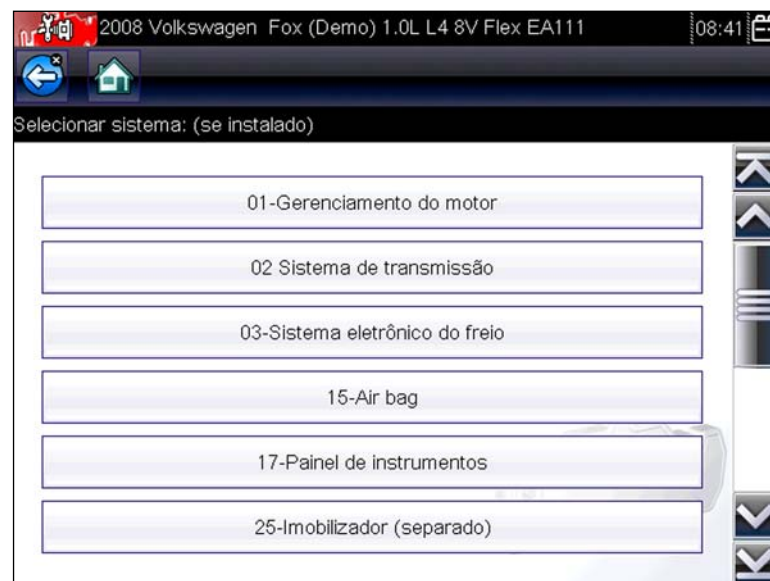 2008 Volkswagen Fox (Demo) 1.0L L4 8V Flex EA111 08:41
Selecionar sistema: (se instalado)
01-Gerenciamento do motor
02 Sistema de transmissão
03-Sistema eletrônico do freio
15-Air bag
17-Painel de instrumentos
25-Imobilizador (separado)